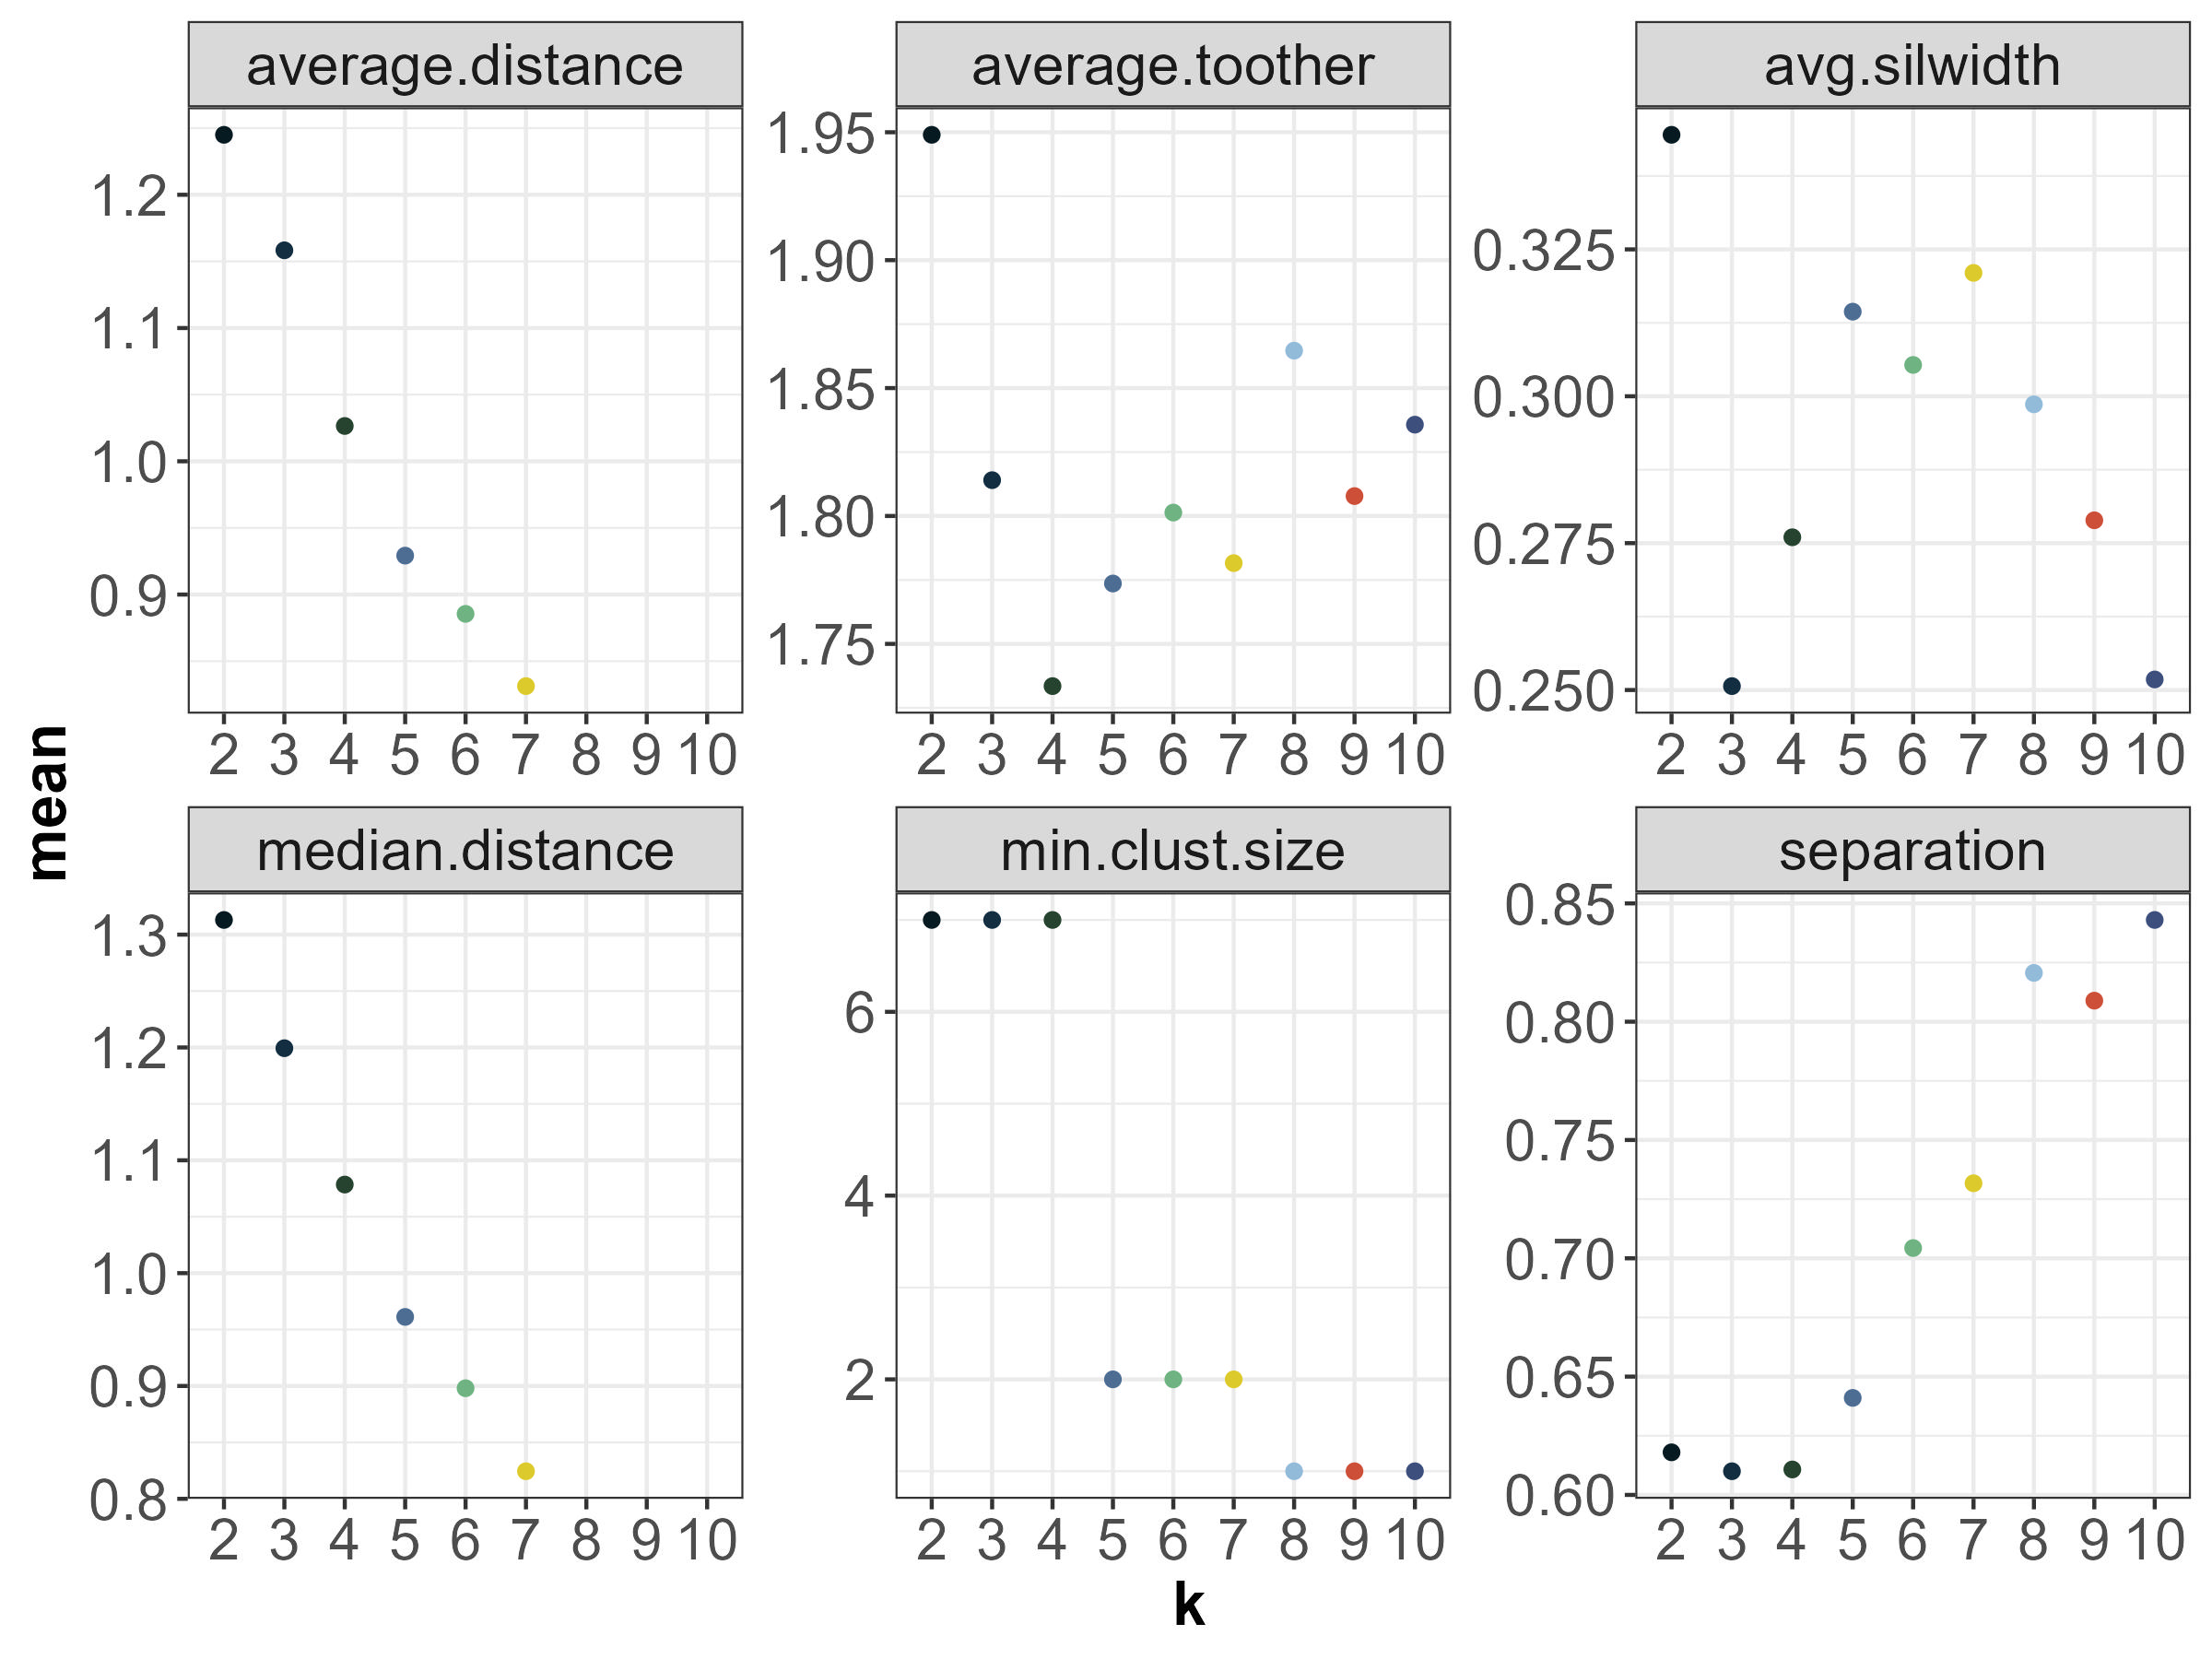 average.distance
average.toother
avg.silwidth
1.2
1.1
1.0
0.9
1.95
1.90
1.85
1.80
1.75
0.325
0.300
0.275
0.250
2 3 4 5 6 7 8 9 10
2 3 4 5 6 7 8 9 10
2 3 4 5 6 7 8 9 10
mean
median.distance
min.clust.size
separation
1.3
1.2
1.1
1.0
0.9
0.8
6
4
2
0.85
0.80
0.75
0.70
0.65
0.60
2 3 4 5 6 7 8 9 10
2 3 4 5 6 7 8 9 10
2 3 4 5 6 7 8 9 10
k